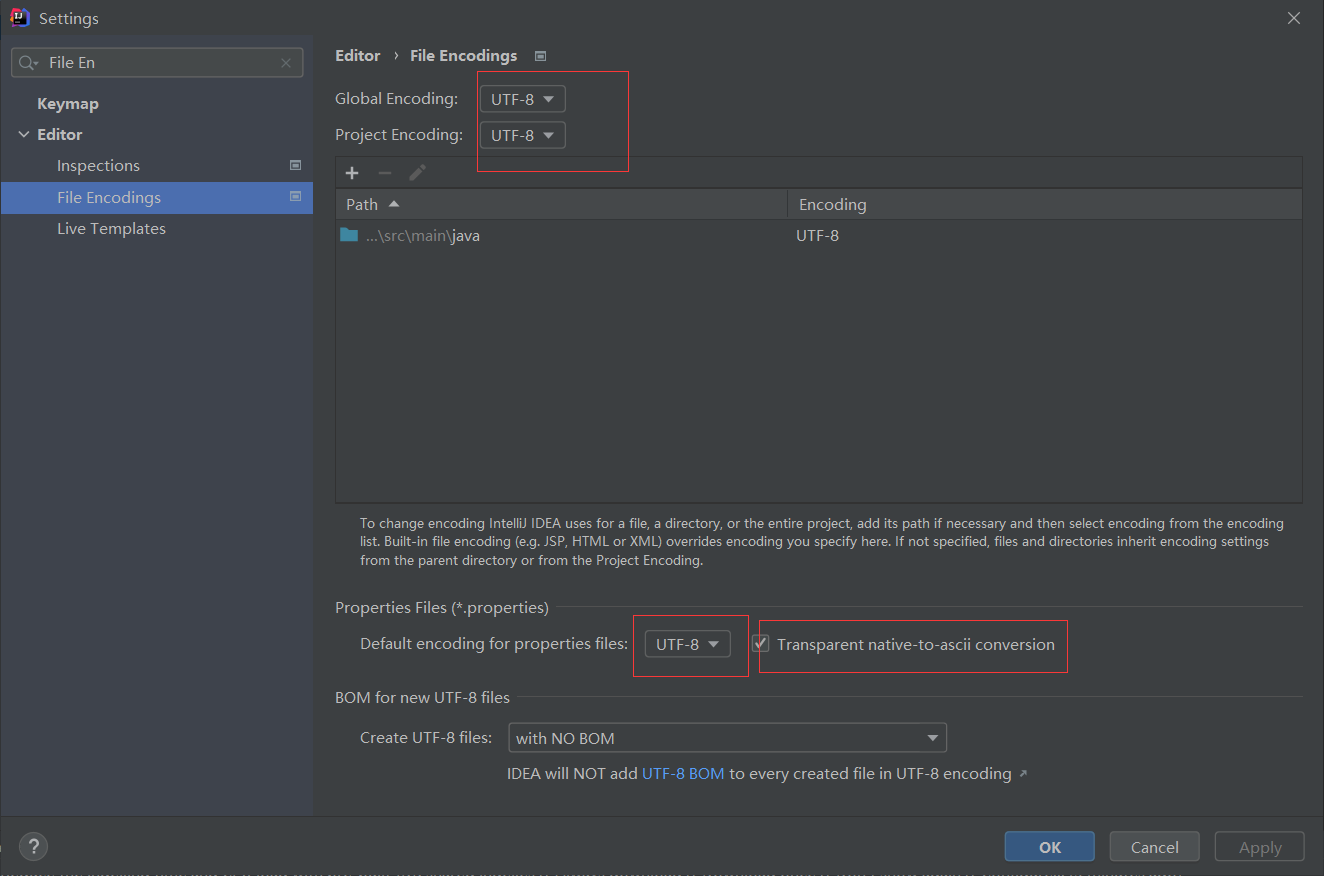 Settings
File En
Keymap
Editor
Inspections
File Encodings
Live Templates
Editor › File Encodings
Global Encoding: UTF-8
Project Encoding: UTF-8
Path Encoding
...\src\main\java UTF-8
To change encoding IntelliJ IDEA uses for a file, a directory, or the entire project, add its path if necessary and then select encoding from the encoding
list. Built-in file encoding (e.g. JSP, HTML or XML) overrides encoding you specify here. If not specified, files and directories inherit encoding settings
from the parent directory or from the Project Encoding.
Properties Files (*.properties)
Default encoding for properties files: UTF-8 Transparent native-to-ascii conversion
BOM for new UTF-8 files
Create UTF-8 files: with NO BOM
IDEA will NOT add UTF-8 BOM to every created file in UTF-8 encoding ↗
? OK Cancel Apply